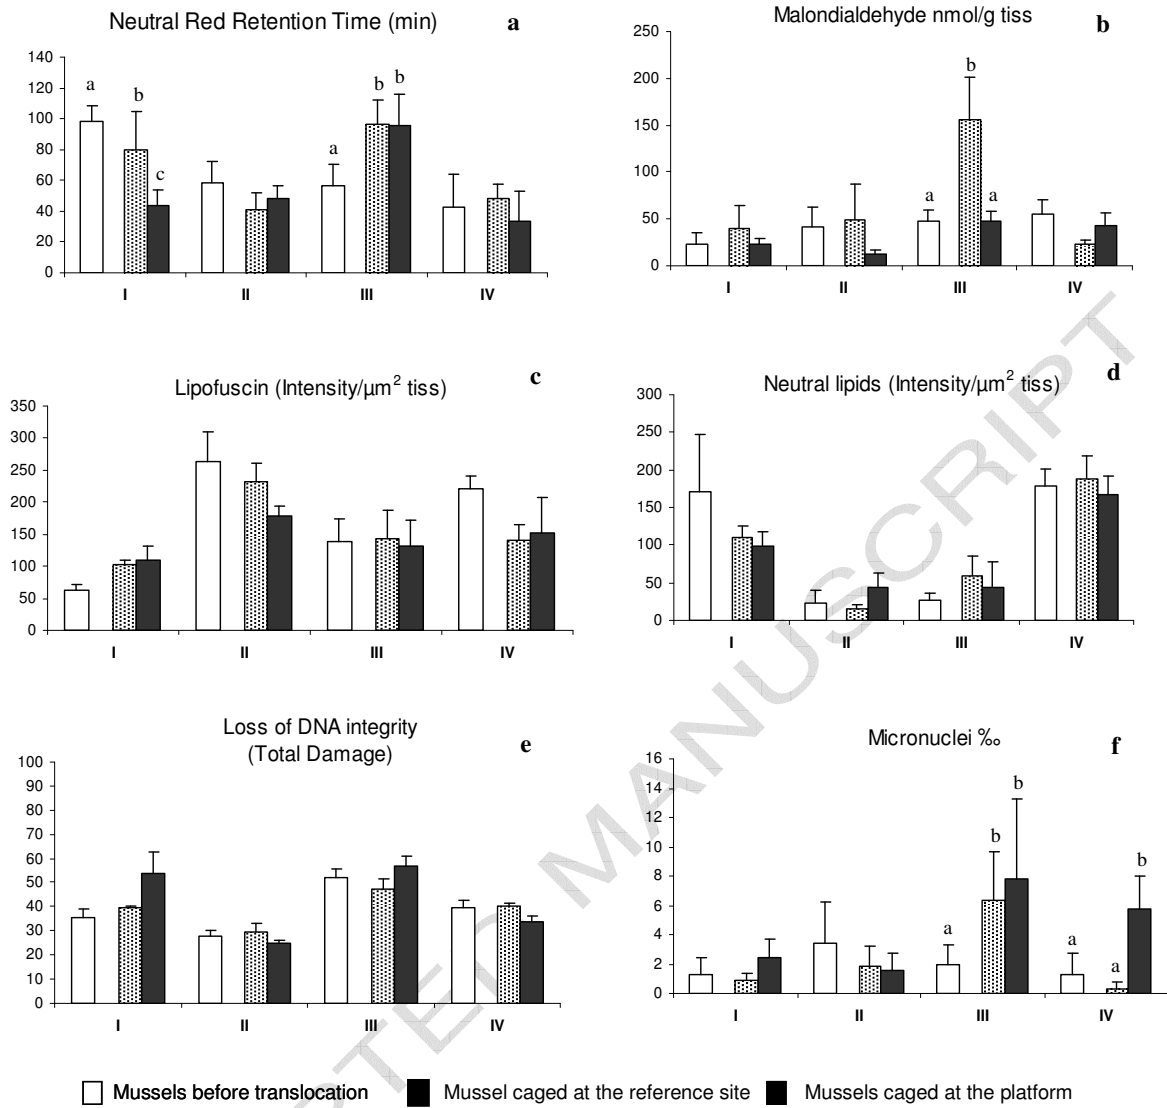 Neutral Red Retention Time (min)
a
140
120
100
80
60
40
20
0
a
b
c
a
b
b
I
II
III
IV
Malondialdehyde nmol/g tiss
b
250
200
150
100
50
0
a
b
a
I
II
III
IV
Lipofuscin (Intensity/µm² tiss)
c
350
300
250
200
150
100
50
0
I
II
III
IV
Neutral lipids (Intensity/µm² tiss)
d
300
250
200
150
100
50
0
I
II
III
IV
Loss of DNA integrity
(Total Damage)
e
100
90
80
70
60
50
40
30
20
10
0
I
II
III
IV
Micronuclei ‰
f
16
14
12
10
8
6
4
2
0
a
b
b
a
a
b
I
II
III
IV
Mussels before translocation
Mussel caged at the reference site
Mussels caged at the platform
PTED MANUSCRIPT